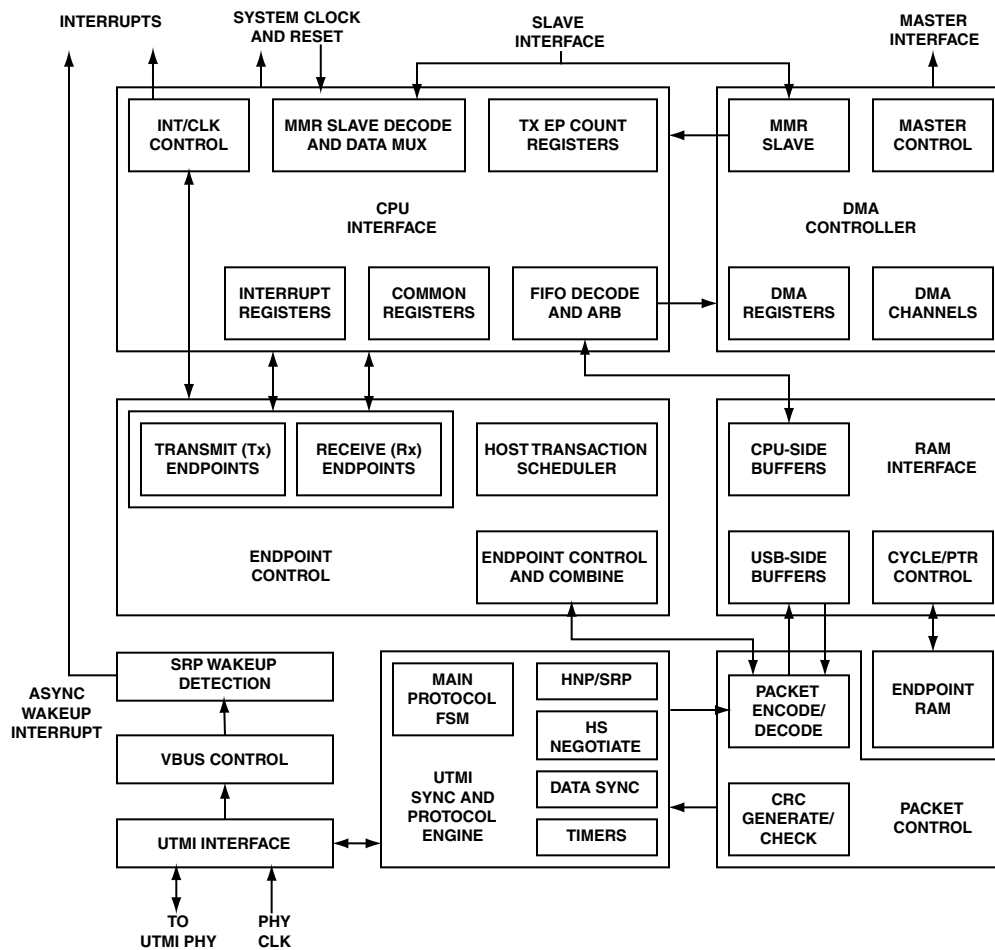 INTERRUPTS
SYSTEM CLOCK
AND RESET
SLAVE
INTERFACE
MASTER
INTERFACE
INT/CLK
CONTROL
MMR SLAVE DECODE
AND DATA MUX
TX EP COUNT
REGISTERS
MMR
SLAVE
MASTER
CONTROL
CPU
INTERFACE
DMA
CONTROLLER
INTERRUPT
REGISTERS
COMMON
REGISTERS
FIFO DECODE
AND ARB
DMA
REGISTERS
DMA
CHANNELS
TRANSMIT (Tx)
ENDPOINTS
RECEIVE (Rx)
ENDPOINTS
HOST TRANSACTION
SCHEDULER
CPU-SIDE
BUFFERS
RAM
INTERFACE
ENDPOINT
CONTROL
ENDPOINT CONTROL
AND COMBINE
USB-SIDE
BUFFERS
CYCLE/PTR
CONTROL
SRP WAKEUP
DETECTION
ASYNC
WAKEUP
INTERRUPT
VBUS CONTROL
UTMI INTERFACE
MAIN
PROTOCOL
FSM
HNP/SRP
HS
NEGOTIATE
DATA SYNC
TIMERS
UTMI
SYNC AND
PROTOCOL
ENGINE
PACKET
ENCODE/
DECODE
ENDPOINT
RAM
CRC
GENERATE/
CHECK
PACKET
CONTROL
TO
UTMI PHY
PHY
CLK